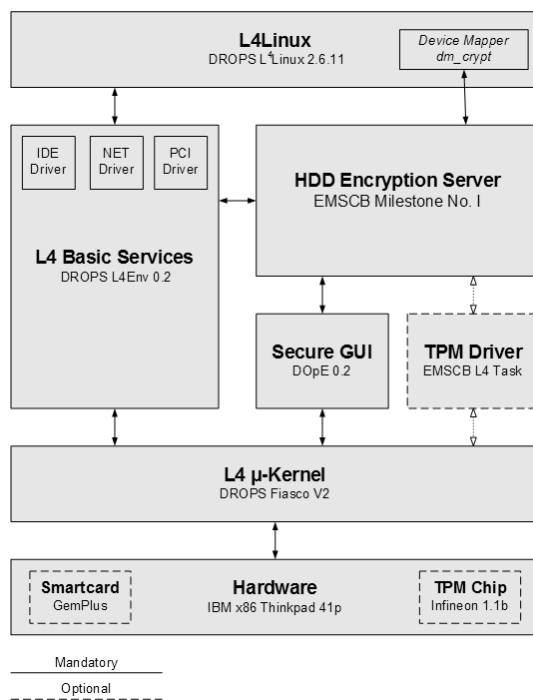 L4Linux
DROPS L⁴Linux 2.6.11
Device Mapper
dm_crypt
IDE
Driver
NET
Driver
PCI
Driver
L4 Basic Services
DROPS L4Env 0.2
HDD Encryption Server
EMSCB Milestone No. I
Secure GUI
DOpE 0.2
TPM Driver
EMSCB L4 Task
L4 µ-Kernel
DROPS Fiasco V2
Smartcard
GemPlus
Hardware
IBM x86 Thinkpad 41p
TPM Chip
Infineon 1.1b
Mandatory
Optional